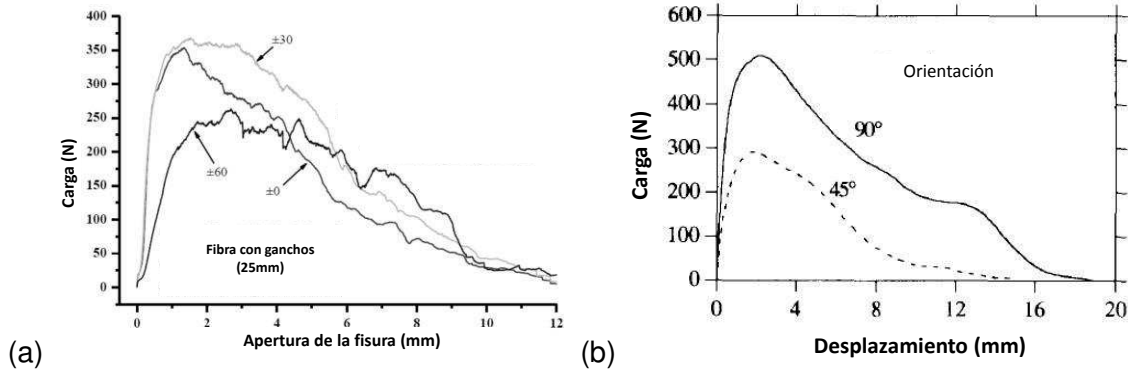 400
350
300
250
200
150
100
50
0
Carga (N)
±30
±60
±0
Fibra con ganchos
(25mm)
0 2 4 6 8 10 12
Apertura de la fisura (mm)
(a)
600
500
400
300
200
100
0
Carga (N)
Orientación
90°
45°
0 4 8 12 16 20
Desplazamiento (mm)
(b)